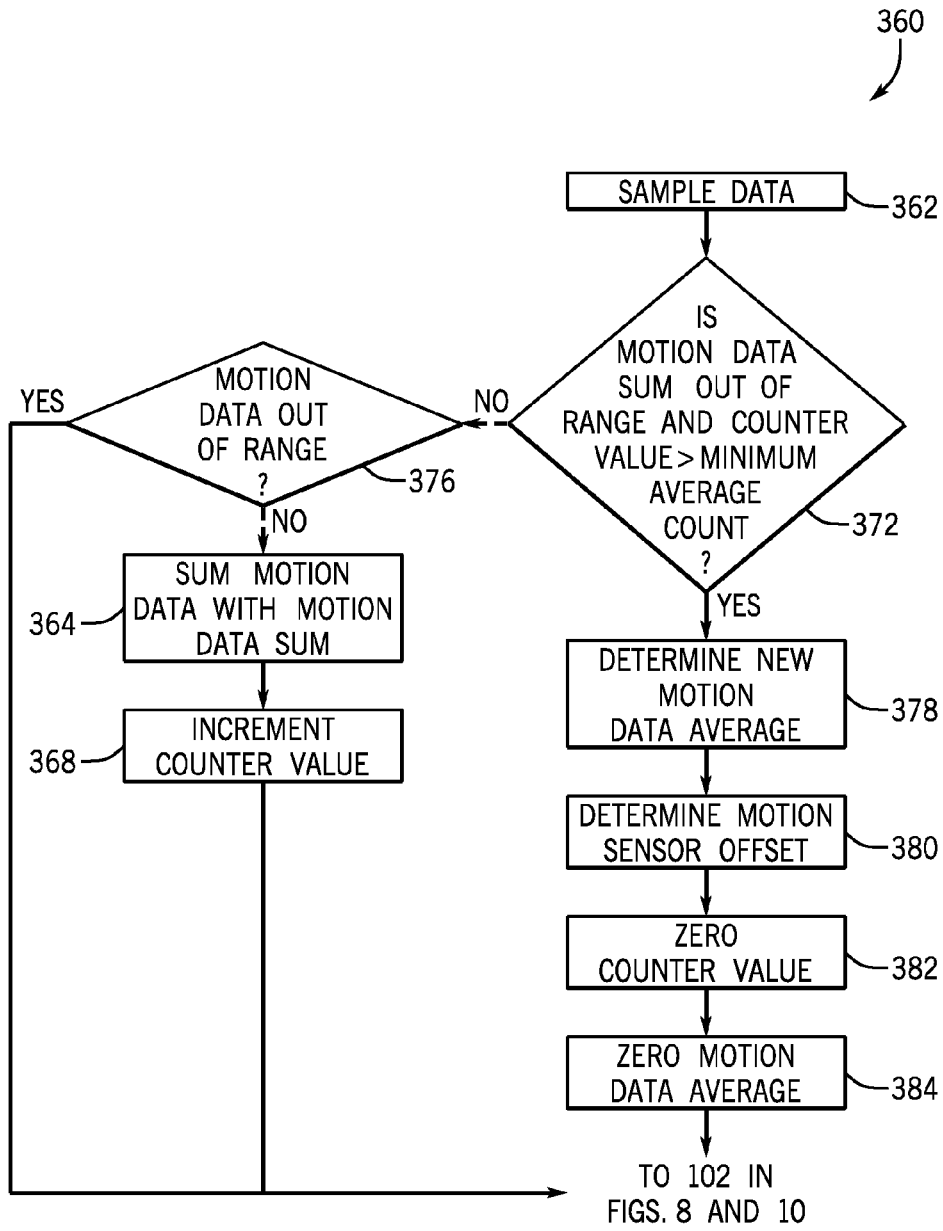 360
SAMPLE DATA
362
IS
MOTION DATA
SUM OUT OF
RANGE AND COUNTER
VALUE>MINIMUM
AVERAGE
COUNT
?
372
NO
YES
MOTION
DATA OUT
OF RANGE
?
376
YES
NO
SUM MOTION
DATA WITH MOTION
DATA SUM
364
INCREMENT
COUNTER VALUE
368
DETERMINE NEW
MOTION
DATA AVERAGE
378
DETERMINE MOTION
SENSOR OFFSET
380
ZERO
COUNTER VALUE
382
ZERO MOTION
DATA AVERAGE
384
TO 102 IN
FIGS. 8 AND 10